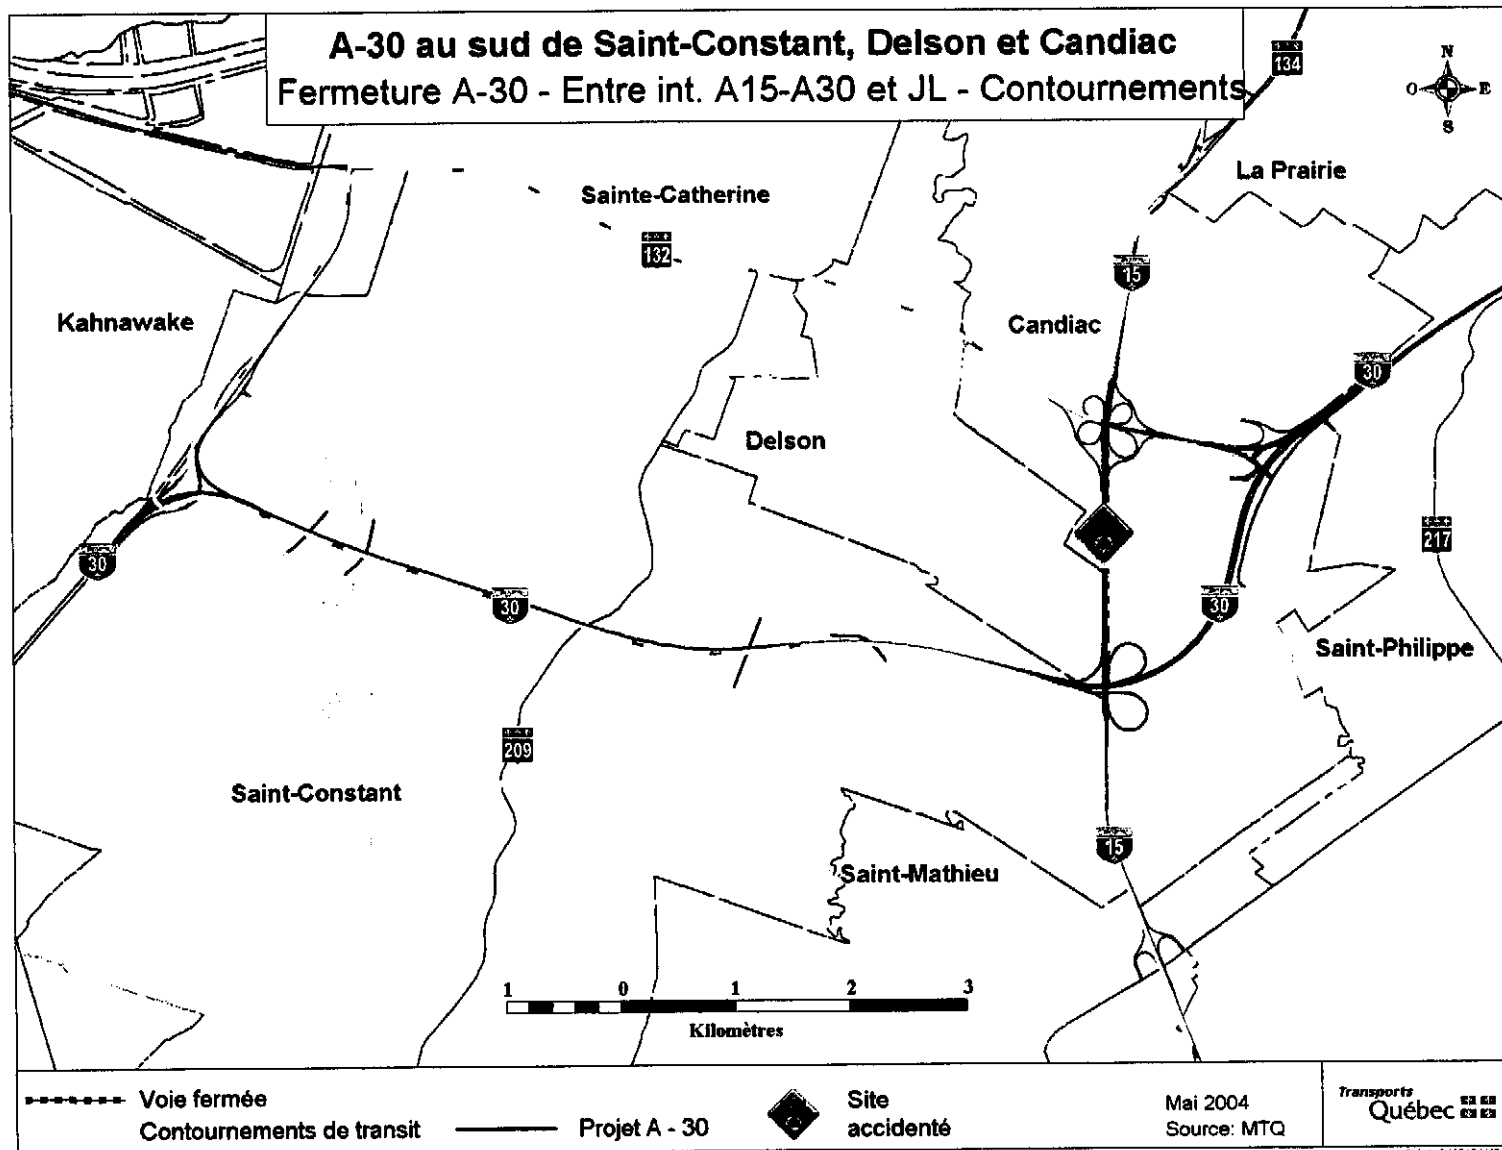 A-30 au sud de Saint-Constant, Delson et Candiac
Fermeture A-30 - Entre int. A15-A30 et JL - Contournements
134
N
O
E
S
La Prairie
Sainte-Catherine
132
15
Kahnawake
Candiac
30
Delson
217
30
30
30
Saint-Philippe
209
Saint-Constant
15
Saint-Mathieu
1 0 1 2 3
Kilomètres
Voie fermée
Contournements de transit
Projet A - 30
Site
accidenté
Mai 2004
Source: MTQ
Transports
Québec